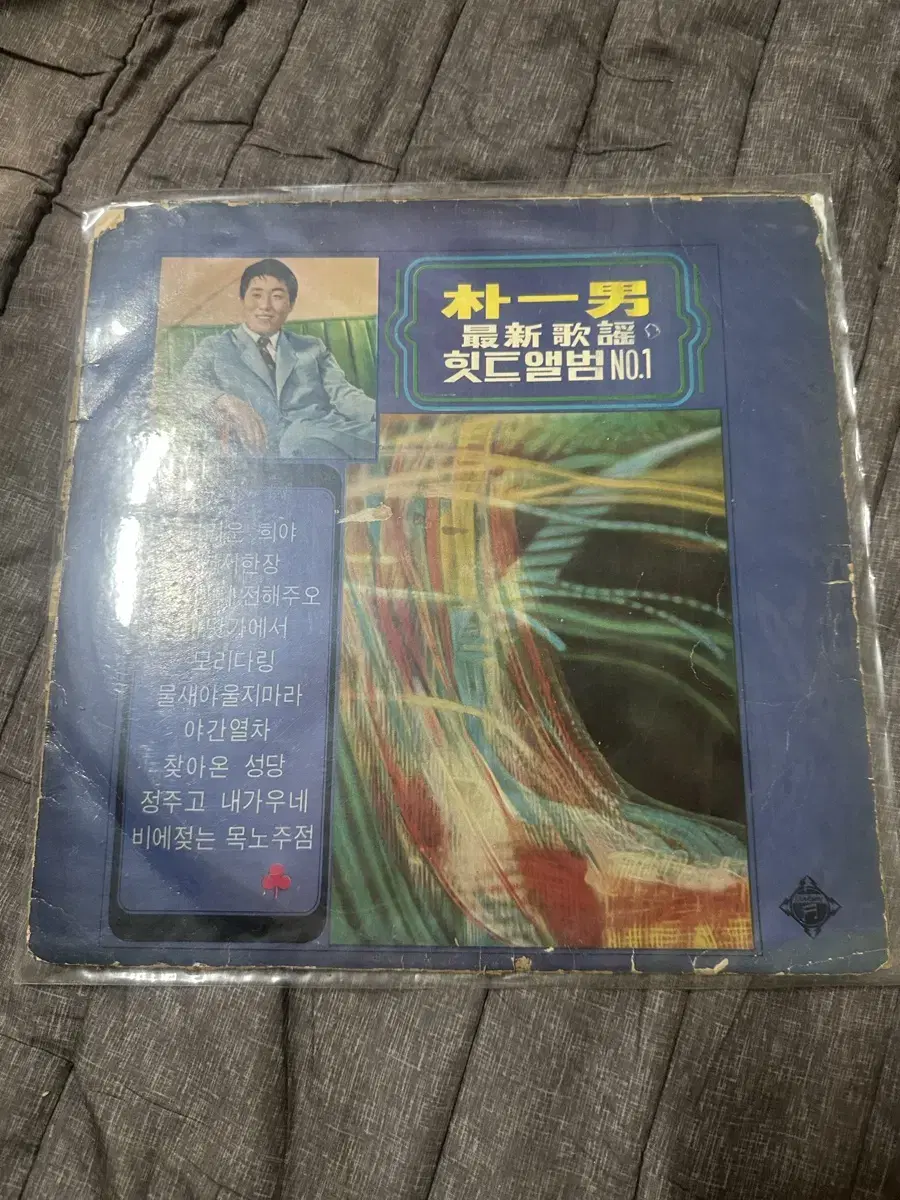 朴一男
最新歌謠
힛드앨범 NO.1
희야
한장
전해주오
에서
모리다링
물새야울지마라
야간열차
찾아온 성당
정주고 내가우네
비에젖는 목노주점